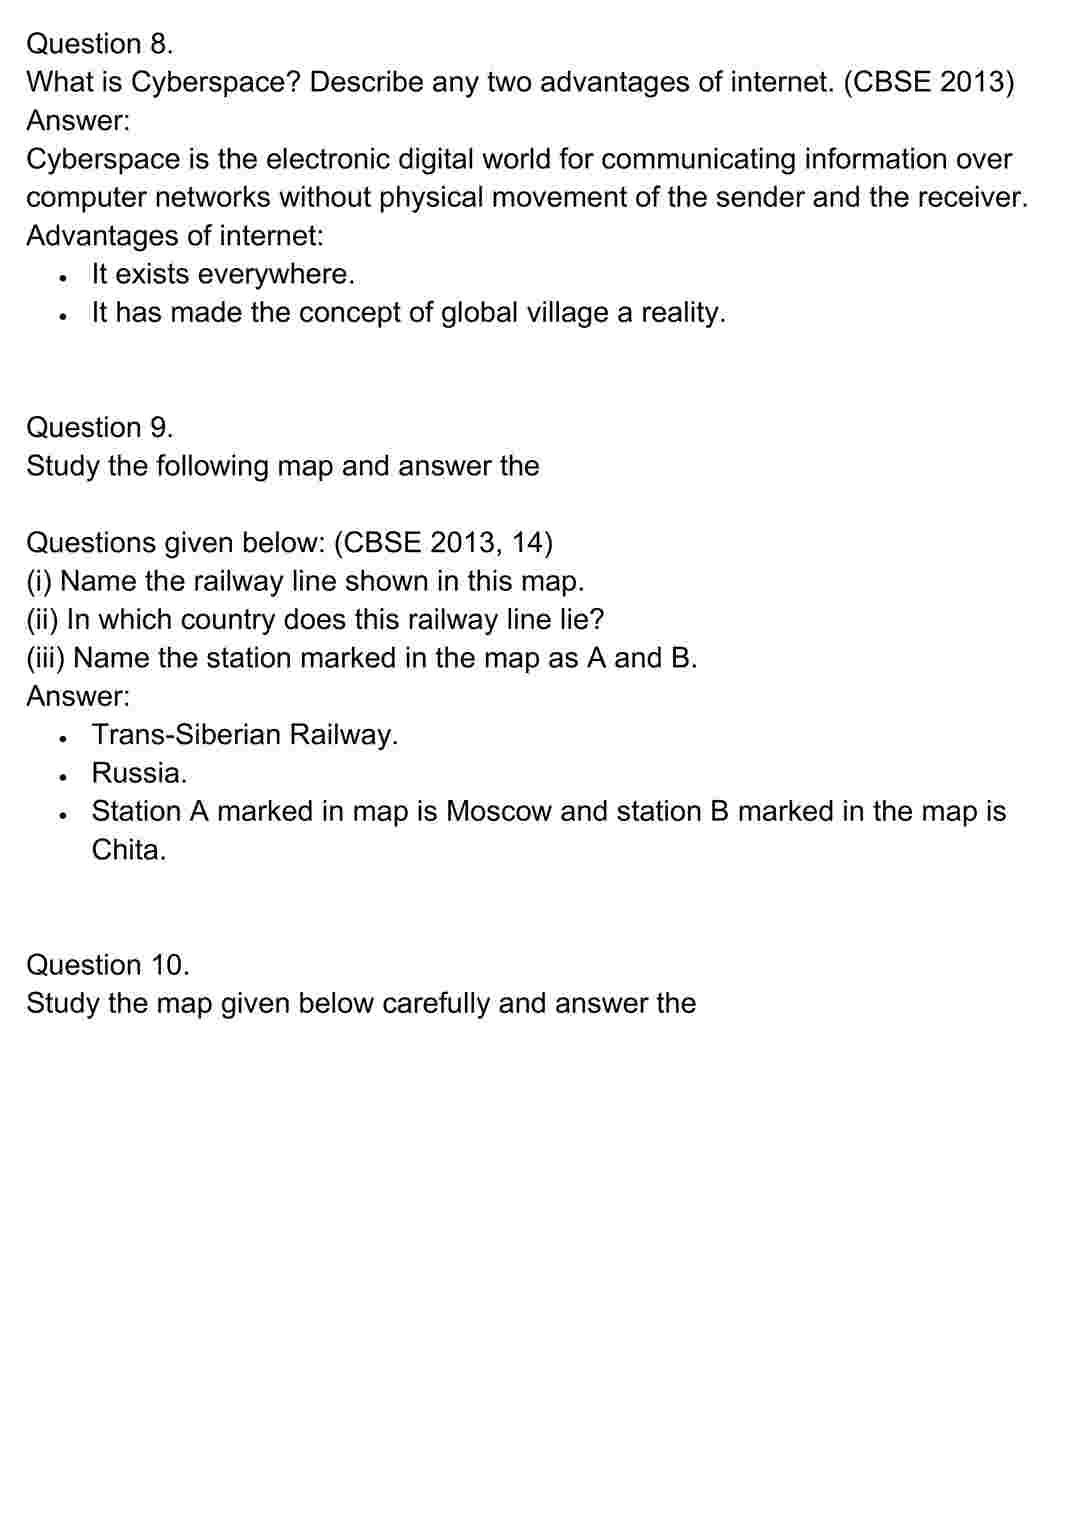 Question 8.
What is Cyberspace? Describe any two advantages of internet. (CBSE 2013)
Answer:
Cyberspace is the electronic digital world for communicating information over
computer networks without physical movement of the sender and the receiver.
Advantages of internet:
• It exists everywhere.
• It has made the concept of global village a reality.
Question 9.
Study the following map and answer the
Questions given below: (CBSE 2013, 14)
(i) Name the railway line shown in this map.
(ii) In which country does this railway line lie?
(iii) Name the station marked in the map as A and B.
Answer:
• Trans-Siberian Railway.
• Russia.
• Station A marked in map is Moscow and station B marked in the map is
Chita.
Question 10.
Study the map given below carefully and answer the